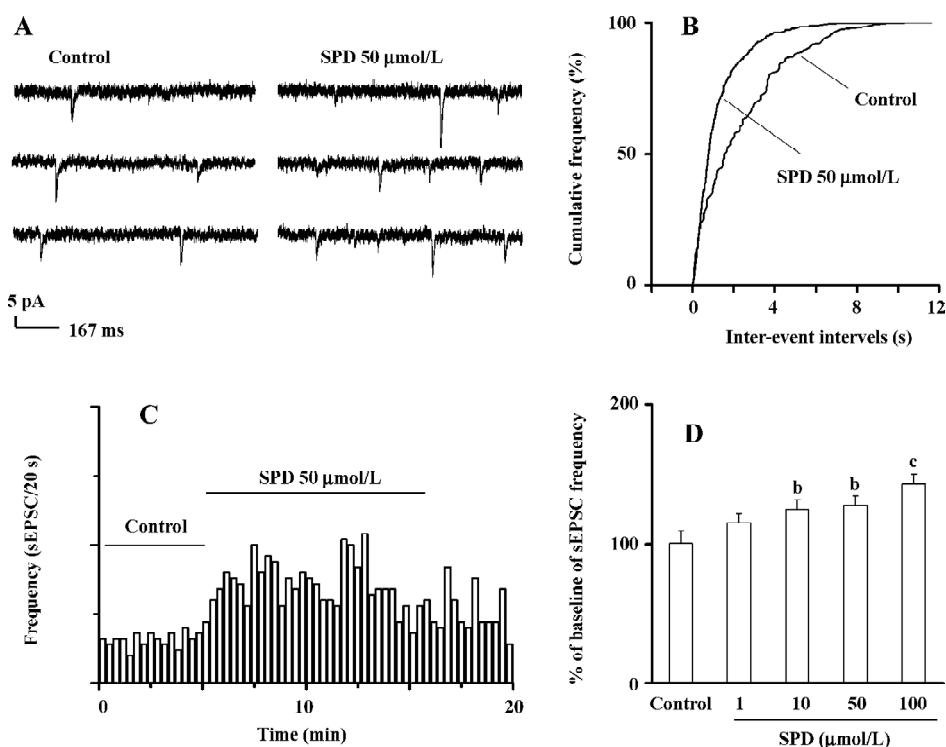 A
Control
SPD 50 μmol/L
5 pA
167 ms
B
100
50
0
Cumulative frequency (%)
Control
SPD 50 μmol/L
0 4 8 12
Inter-event intervels (s)
C
SPD 50 μmol/L
Control
Frequency (sEPSC/20 s)
0 10 20
Time (min)
D
200
100
0
% of baseline of sEPSC frequency
b b c
Control 1 10 50 100
SPD (μmol/L)